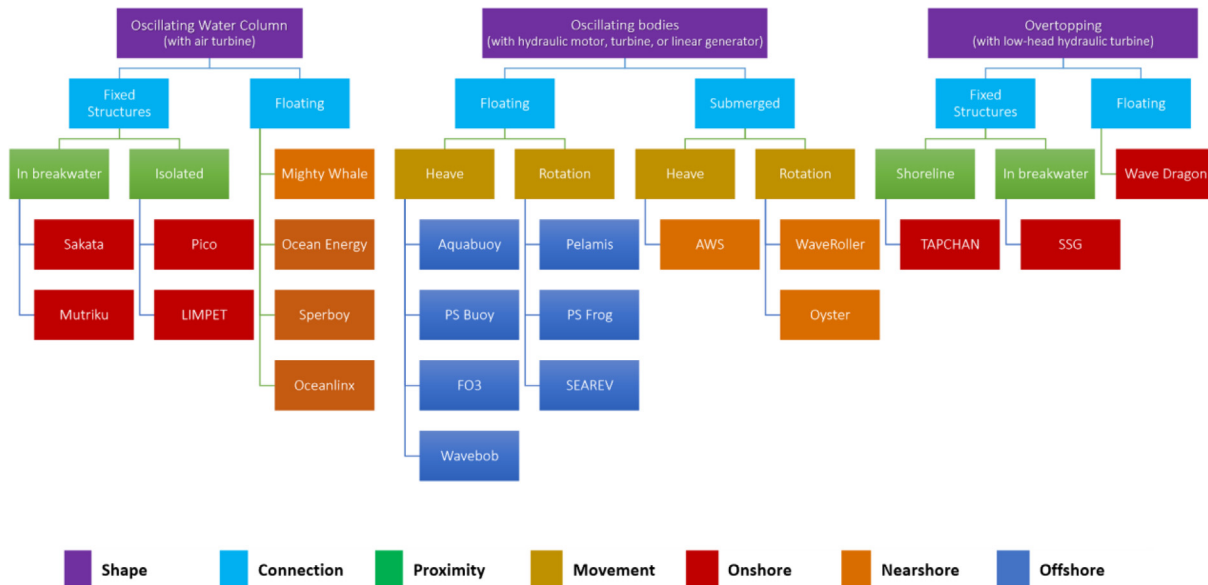 Oscillating Water Column
(with air turbine)
Oscillating bodies
(with hydraulic motor, turbine, or linear generator)
Overtopping
(with low-head hydraulic turbine)
Fixed
Structures
Floating
Floating
Submerged
Fixed
Structures
Floating
In breakwater
Isolated
Mighty Whale
Heave
Rotation
Heave
Rotation
Shoreline
In breakwater
Wave Dragon
Sakata
Pico
Ocean Energy
Aquabuoy
Pelamis
AWS
WaveRoller
TAPCHAN
SSG
Mutriku
LIMPET
Sperboy
PS Buoy
PS Frog
Oyster
Oceanlinx
FO3
SEAREV
Wavebob
Shape
Connection
Proximity
Movement
Onshore
Nearshore
Offshore